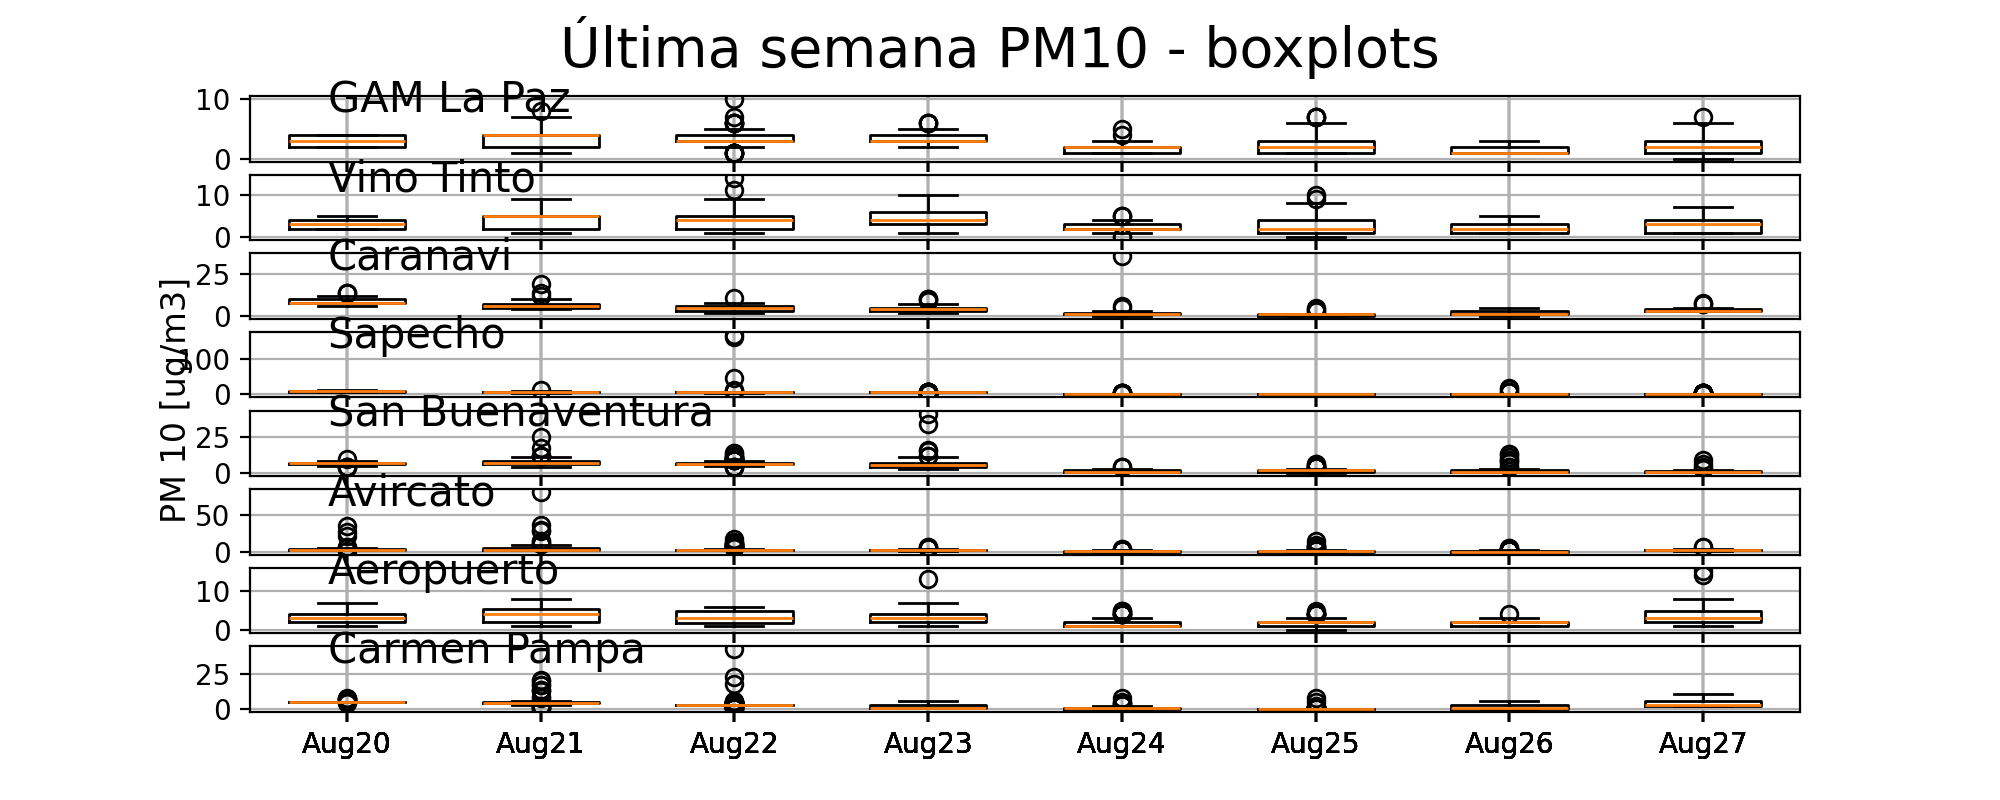 Última semana PM10 - boxplots
GAM La Paz
10
0
Vino Tinto
10
0
Caranavi
25
0
Sapecho
100
0
San Buenaventura
25
0
Avircato
50
0
Aeropuerto
10
0
Carmen Pampa
25
0
PM 10 [ug/m3]
Aug20 Aug21 Aug22 Aug23 Aug24 Aug25 Aug26 Aug27